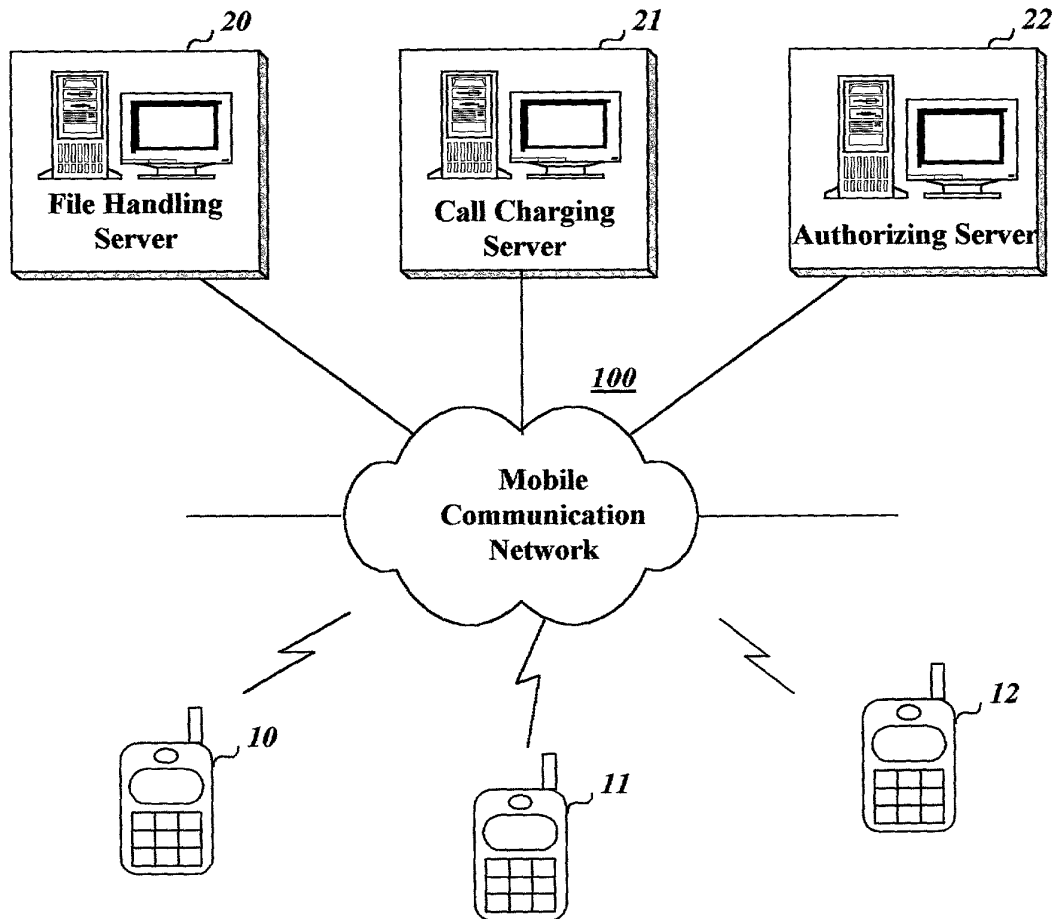 20
21
22
File Handling
Server
Call Charging
Server
Authorizing Server
100
Mobile
Communication
Network
10
11
12